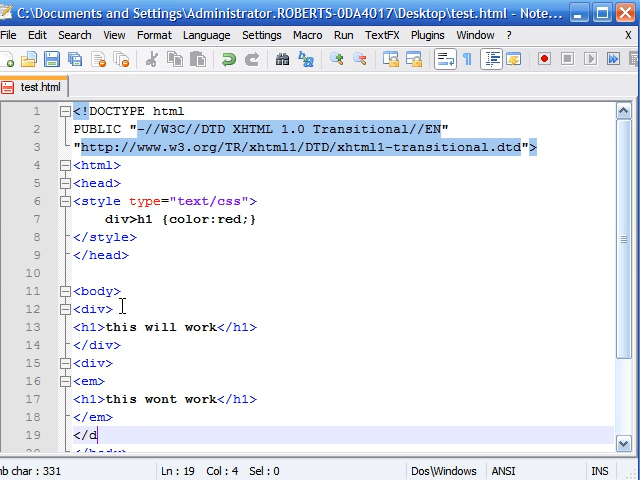 C:\Documents and Settings\Administrator.ROBERTS-0DA4017\Desktop\test.html - Note...
File Edit Search View Format Language Settings Macro Run TextFX Plugins Window ? X
test.html
1 <!DOCTYPE html
2 PUBLIC "-//W3C//DTD XHTML 1.0 Transitional//EN"
3 "http://www.w3.org/TR/xhtml1/DTD/xhtml1-transitional.dtd">
4 <html>
5 <head>
6 <style type="text/css">
7 div>h1 {color:red;}
8 </style>
9 </head>
10
11 <body>
12 <div>
13 <h1>this will work</h1>
14 </div>
15 <div>
16 <em>
17 <h1>this wont work</h1>
18 </em>
19 </d
</body>
nb char : 331 Ln : 19 Col : 4 Sel : 0 Dos\Windows ANSI INS